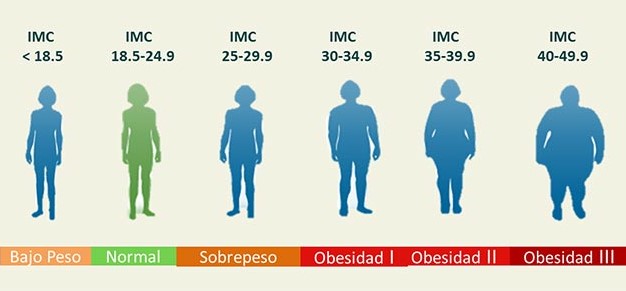 IMC
< 18.5
IMC
18.5-24.9
IMC
25-29.9
IMC
30-34.9
IMC
35-39.9
IMC
40-49.9
Bajo Peso
Normal
Sobrepeso
Obesidad I
Obesidad II
Obesidad III